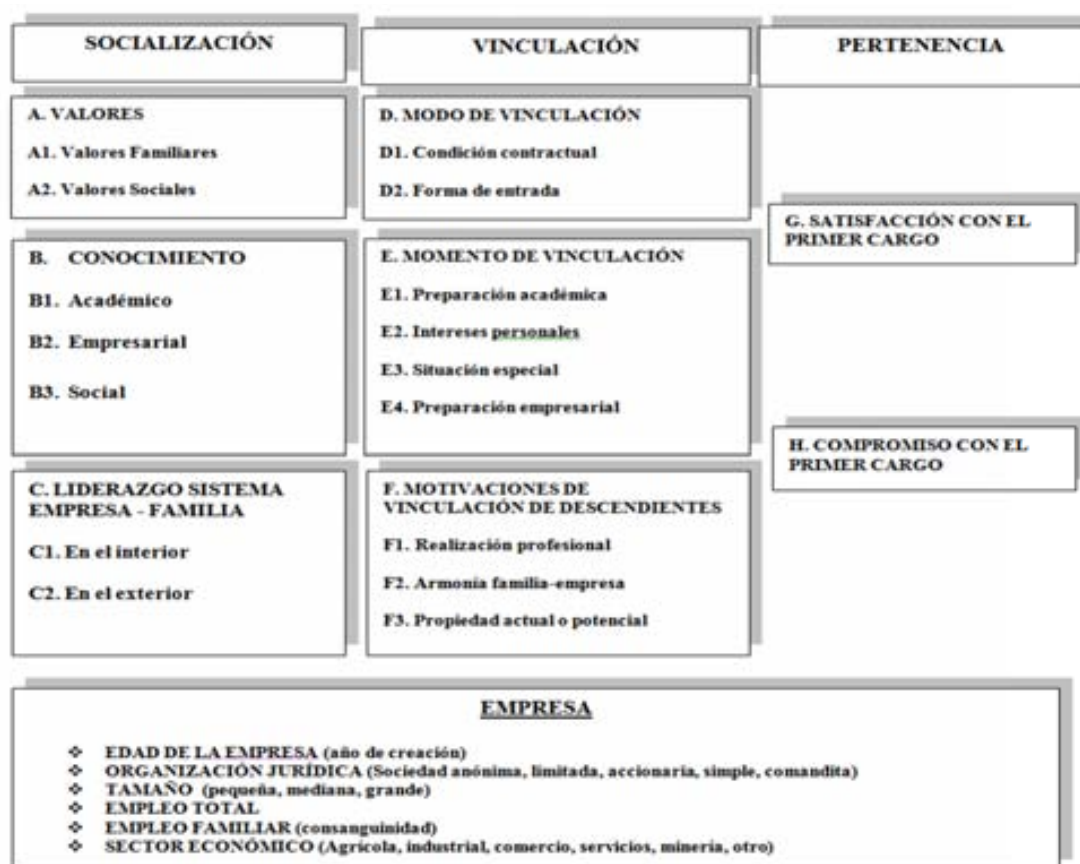 SOCIALIZACIÓN
VINCULACIÓN
PERTENENCIA
A. VALORES
A1. Valores Familiares
A2. Valores Sociales
D. MODO DE VINCULACIÓN
D1. Condición contractual
D2. Forma de entrada
G. SATISFACCIÓN CON EL
PRIMER CARGO
B. CONOCIMIENTO
B1. Académico
B2. Empresarial
B3. Social
E. MOMENTO DE VINCULACIÓN
E1. Preparación académica
E2. Intereses personales
E3. Situación especial
E4. Preparación empresarial
H. COMPROMISO CON EL
PRIMER CARGO
C. LIDERAZGO SISTEMA
EMPRESA - FAMILIA
C1. En el interior
C2. En el exterior
F. MOTIVACIONES DE
VINCULACIÓN DE DESCENDIENTES
F1. Realización profesional
F2. Armonía familia-empresa
F3. Propiedad actual o potencial
EMPRESA
❖ EDAD DE LA EMPRESA (año de creación)
❖ ORGANIZACIÓN JURÍDICA (Sociedad anónima, limitada, accionaria, simple, comandita)
❖ TAMAÑO (pequeña, mediana, grande)
❖ EMPLEO TOTAL
❖ EMPLEO FAMILIAR (consanguinidad)
❖ SECTOR ECONÓMICO (Agrícola, industrial, comercio, servicios, minería, otro)